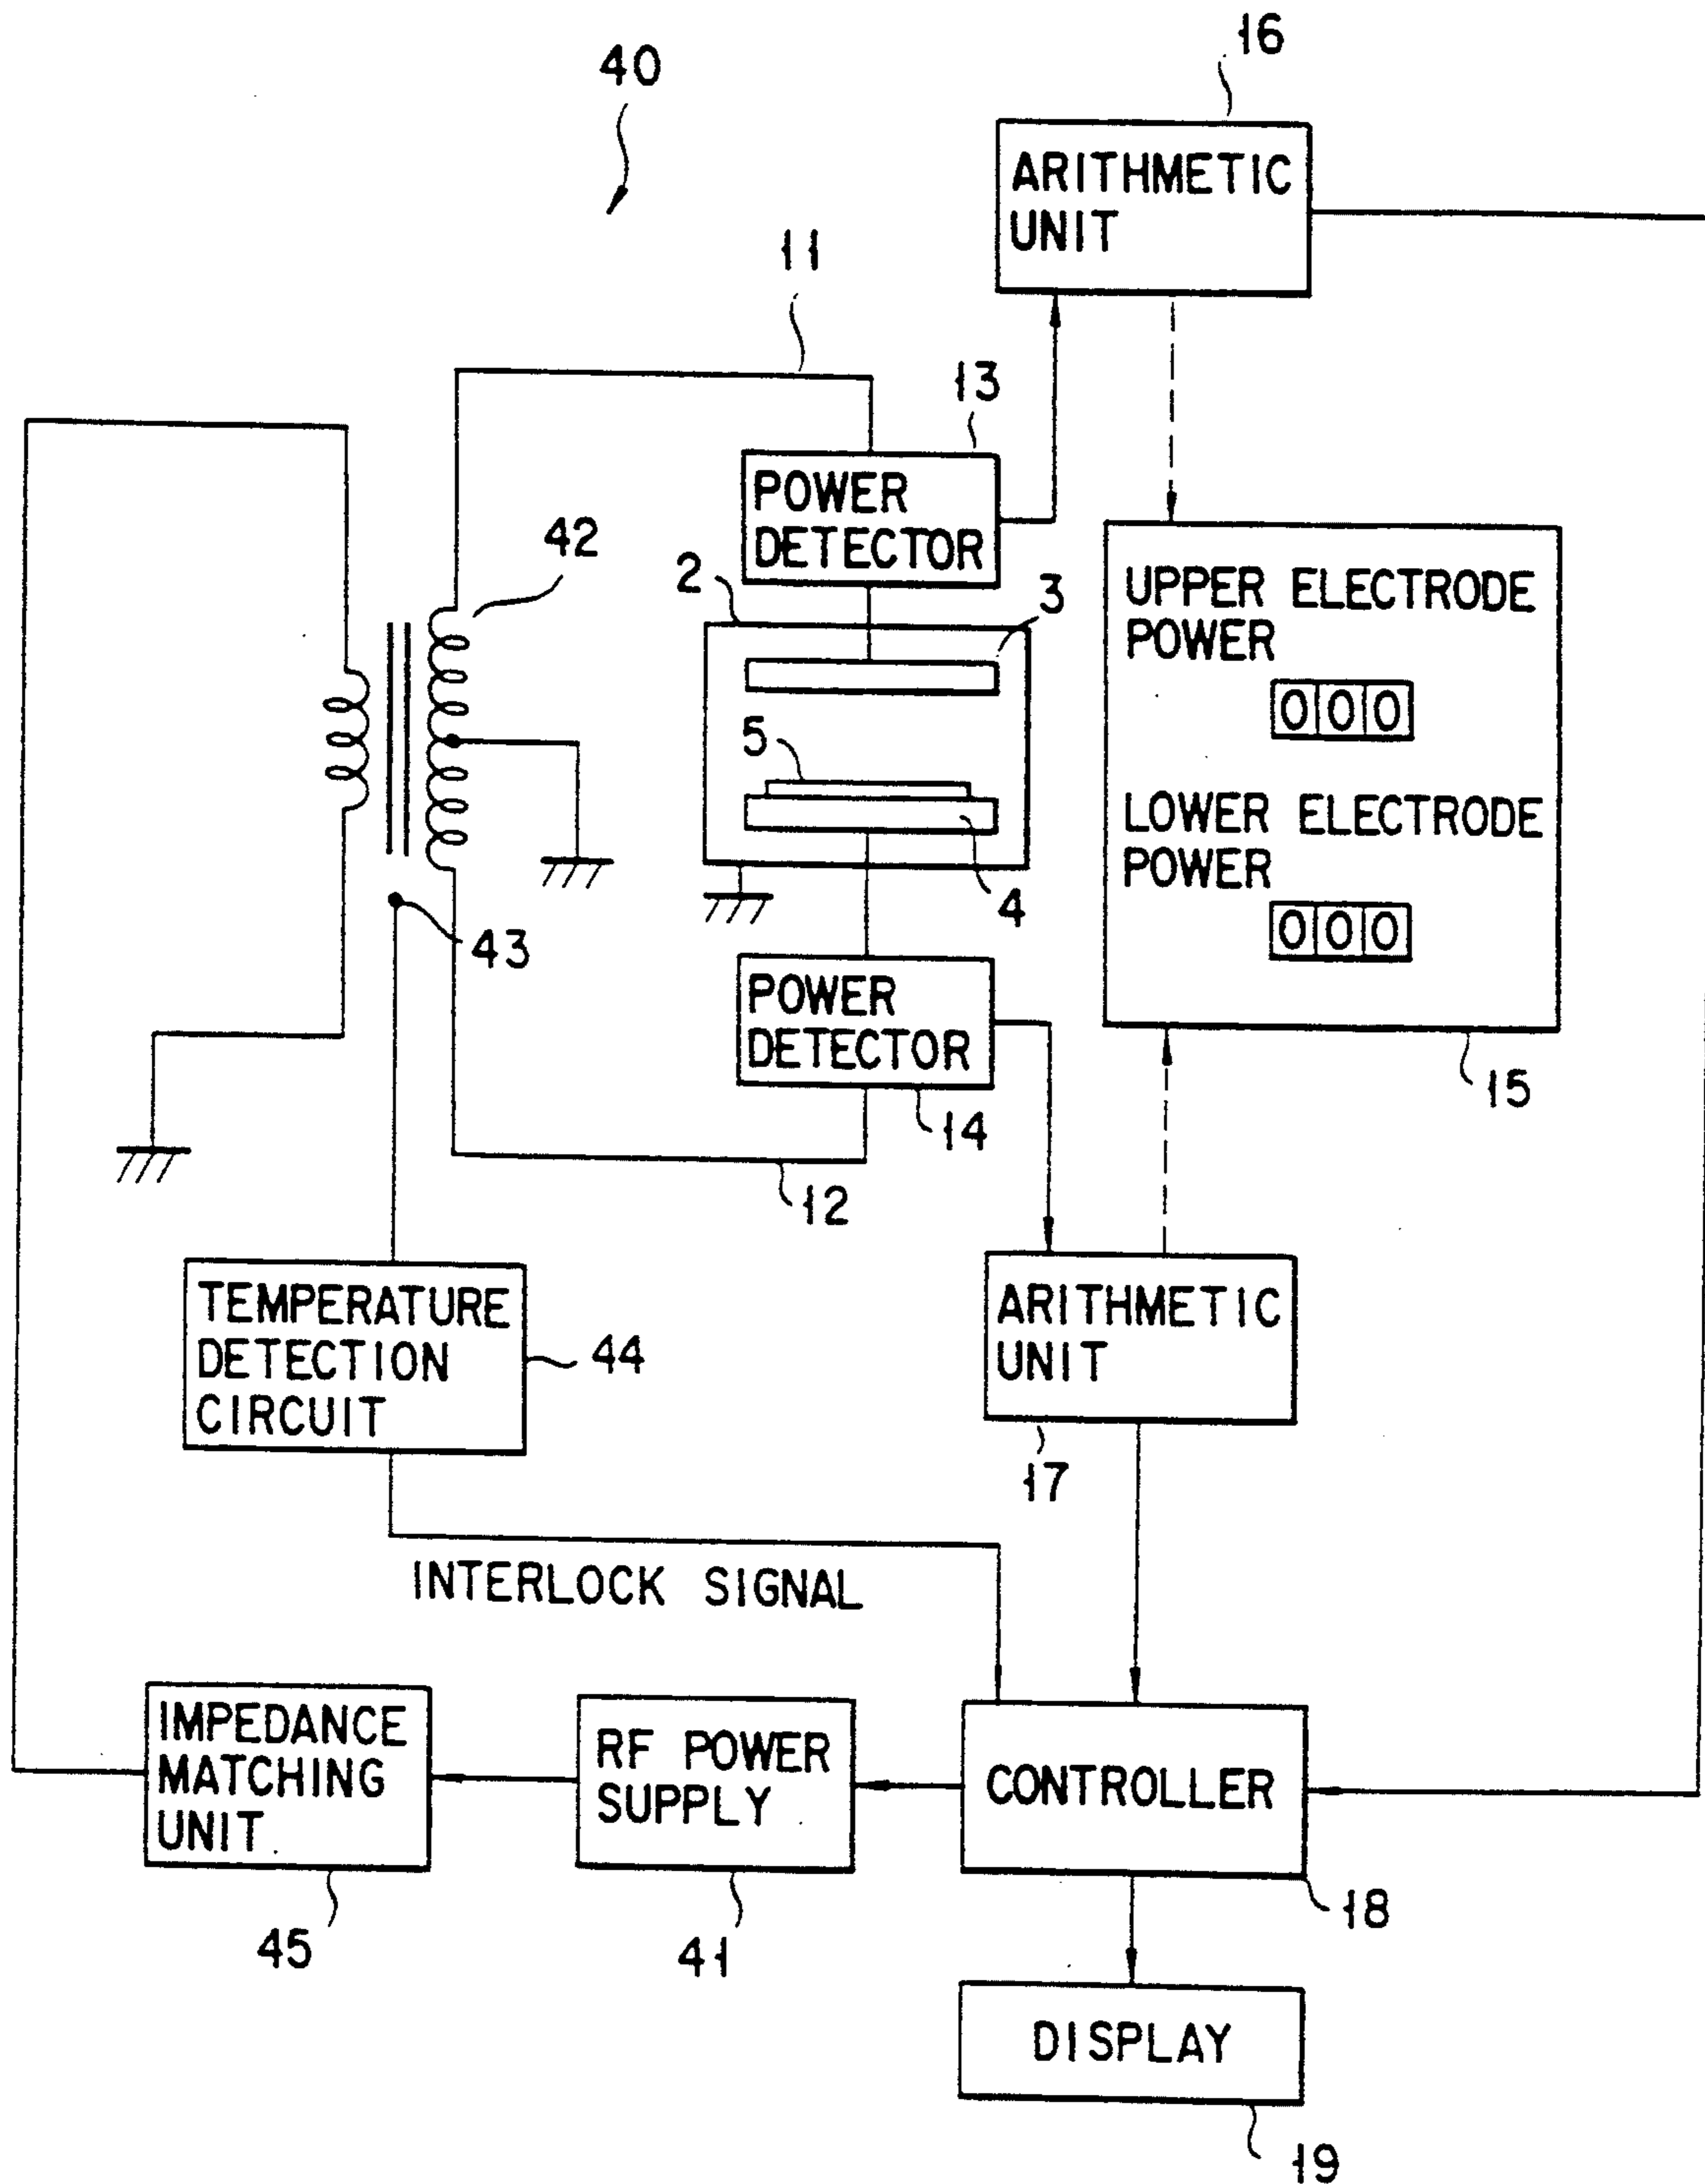 16
40
ARITHMETIC
UNIT
11
13
POWER
DETECTOR
42
2
3
UPPER ELECTRODE
POWER
000
5
LOWER ELECTRODE
POWER
4
000
43
POWER
DETECTOR
15
14
12
TEMPERATURE
DETECTION
CIRCUIT
44
ARITHMETIC
UNIT
17
INTERLOCK SIGNAL
IMPEDANCE
MATCHING
UNIT
RF POWER
SUPPLY
CONTROLLER
45
41
18
DISPLAY
19